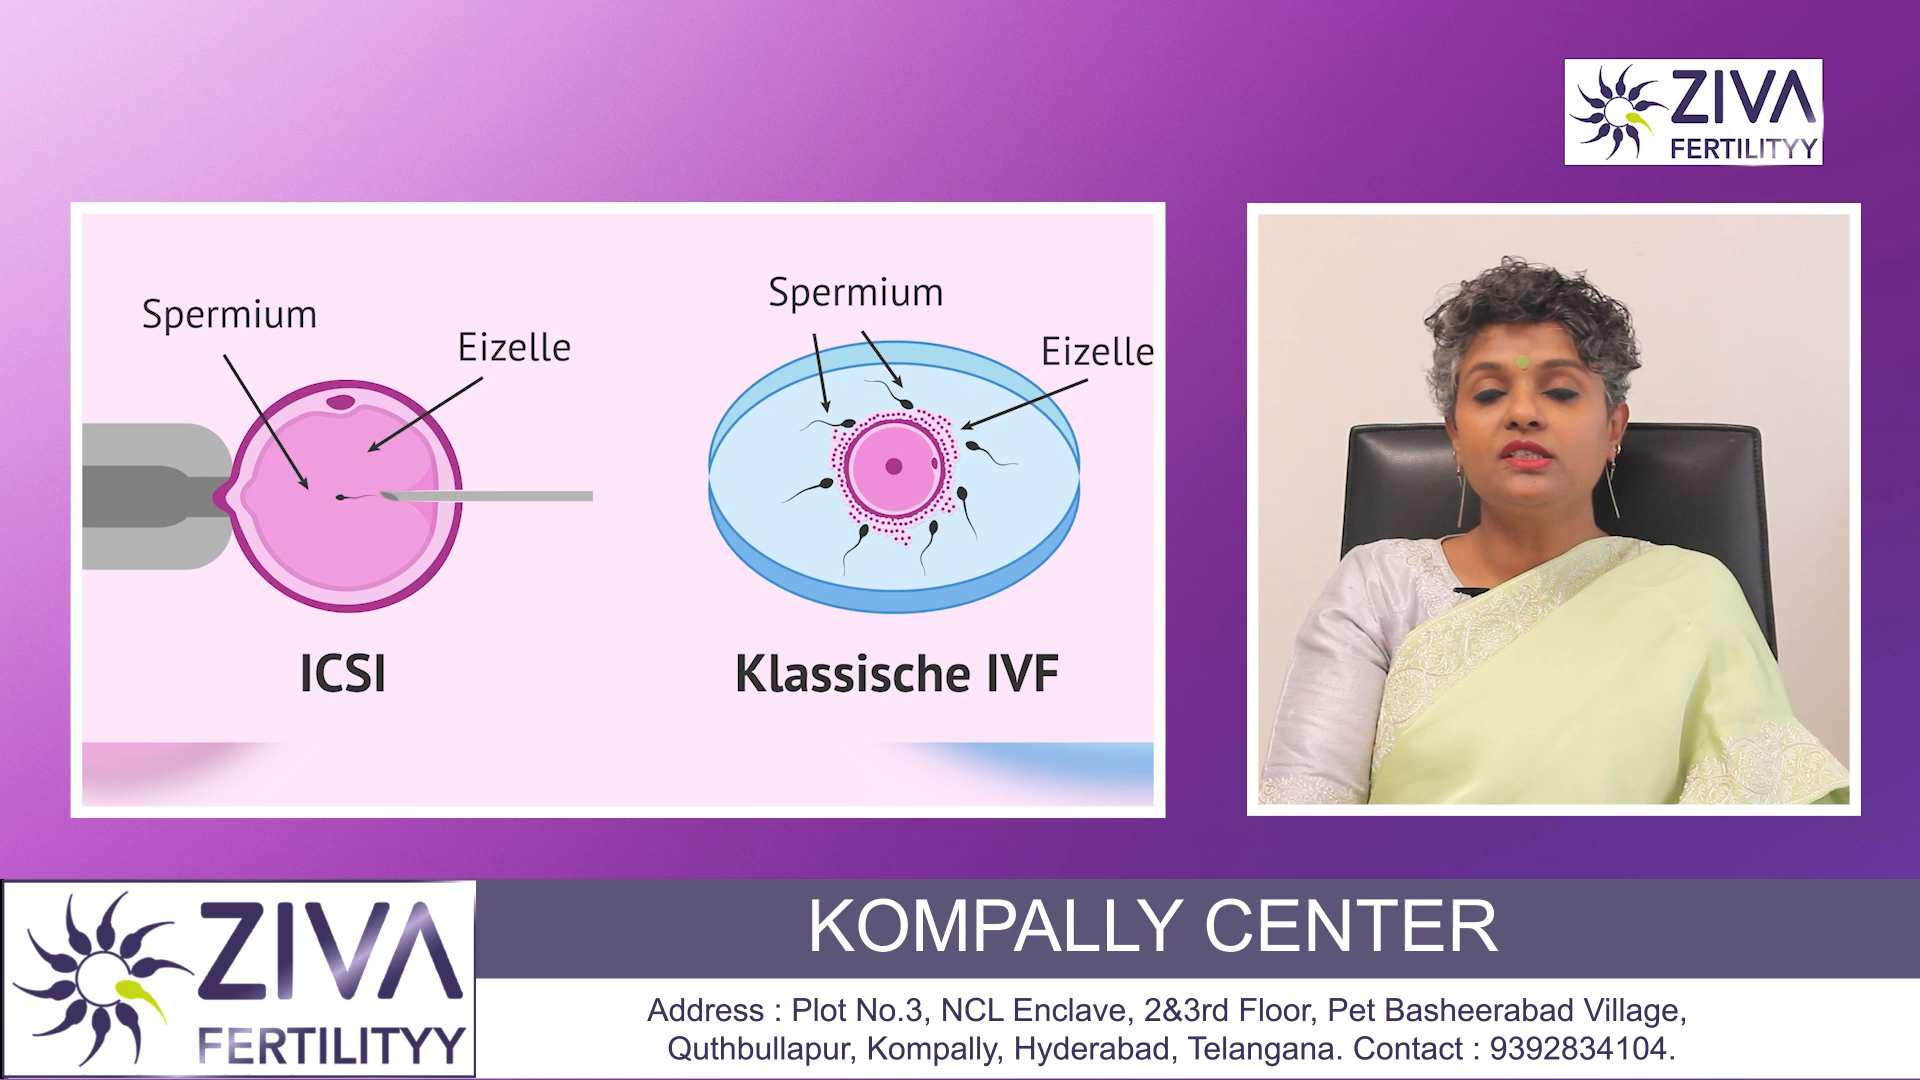 ZIVA
FERTILITYY
Spermium
Eizelle
ICSI
Spermium
Eizelle
Klassische IVF
ZIVA
FERTILITYY
KOMPALLY CENTER
Address : Plot No.3, NCL Enclave, 2&3rd Floor, Pet Basheerabad Village,
Quthbullapur, Kompally, Hyderabad, Telangana. Contact : 9392834104.